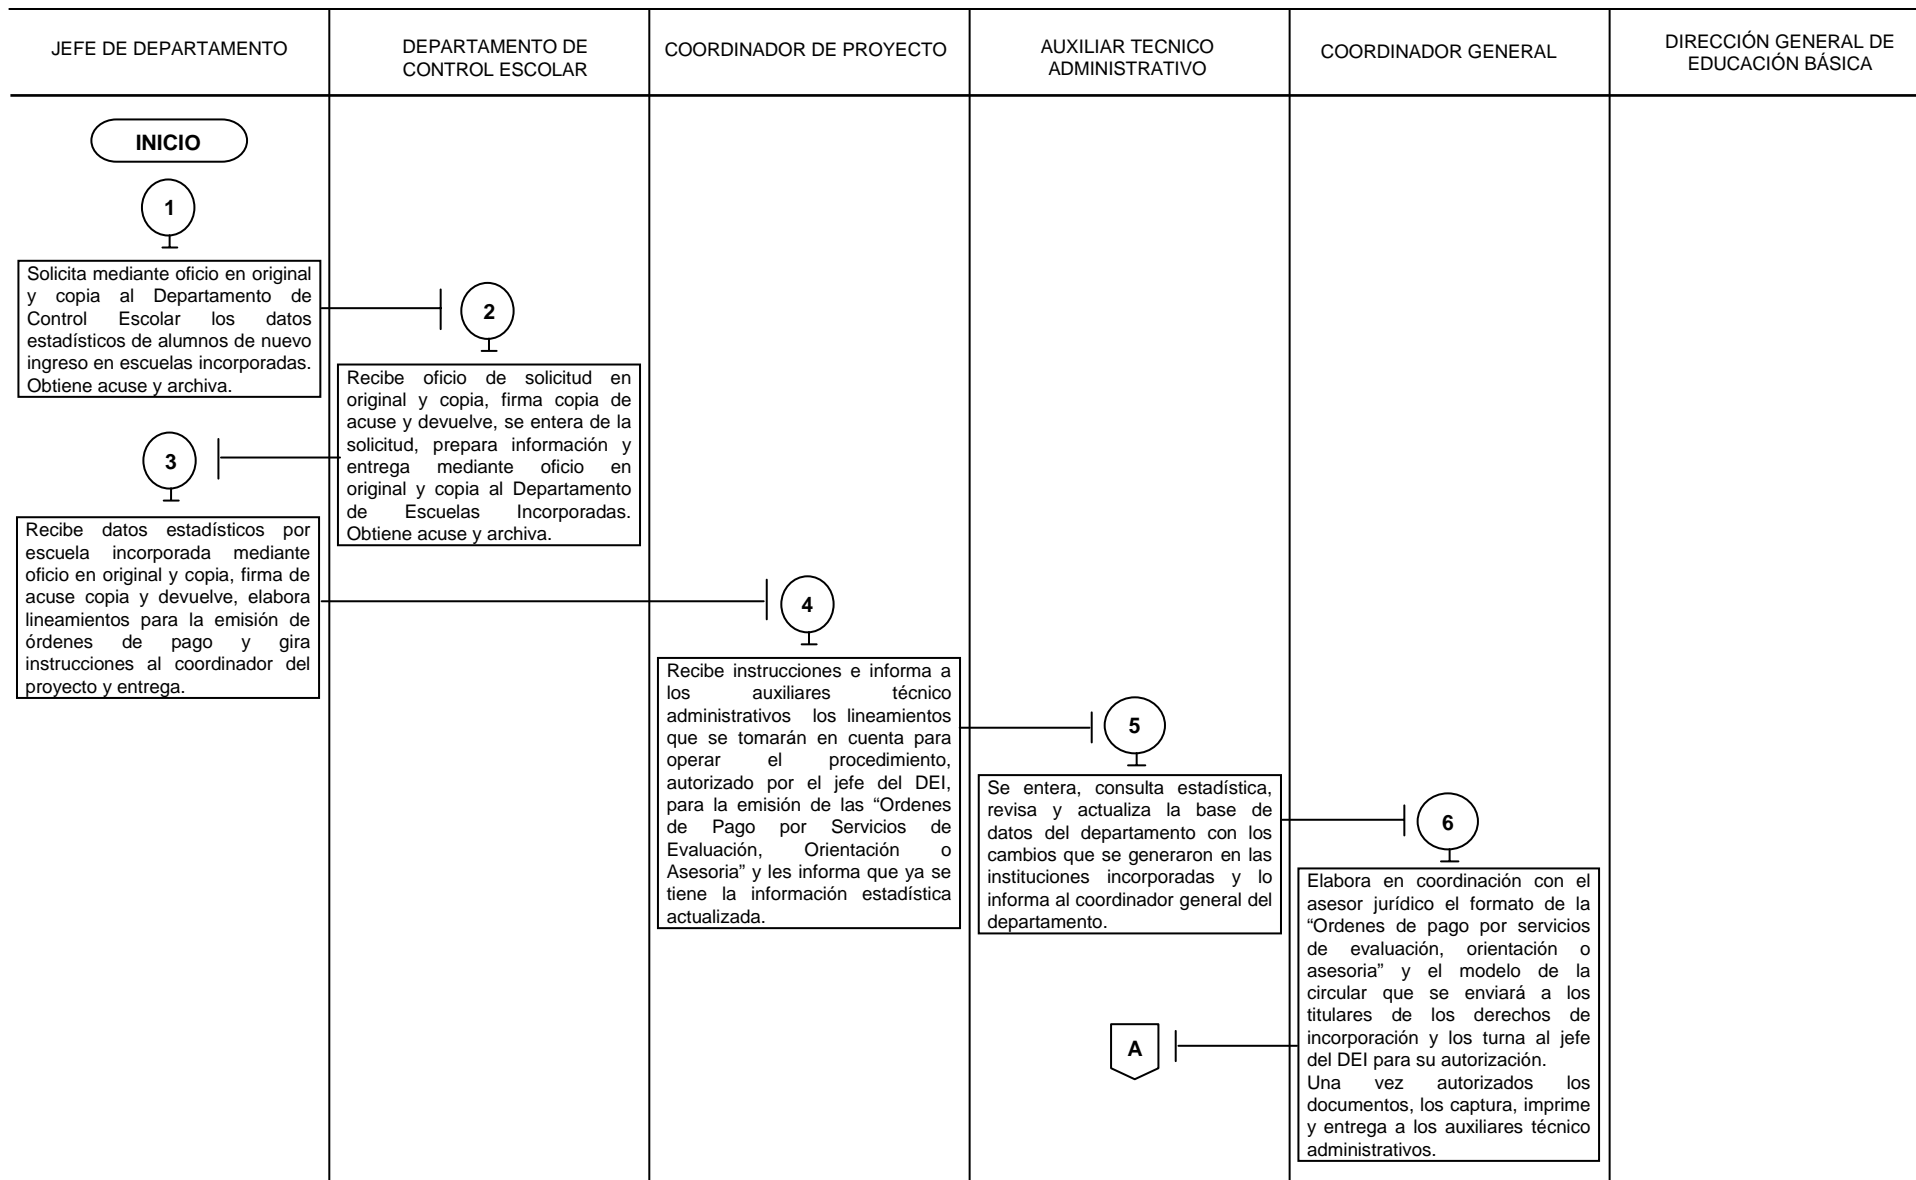 JEFE DE DEPARTAMENTO
DEPARTAMENTO DE
CONTROL ESCOLAR
COORDINADOR DE PROYECTO
AUXILIAR TECNICO
ADMINISTRATIVO
COORDINADOR GENERAL
DIRECCIÓN GENERAL DE
EDUCACIÓN BÁSICA
INICIO
1
Solicita mediante oficio en original
y copia al Departamento de
Control Escolar los datos
estadísticos de alumnos de nuevo
ingreso en escuelas incorporadas.
Obtiene acuse y archiva.
2
Recibe oficio de solicitud en
original y copia, firma copia de
acuse y devuelve, se entera de la
solicitud, prepara información y
entrega mediante oficio en
original y copia al Departamento
de Escuelas Incorporadas.
Obtiene acuse y archiva.
3
Recibe datos estadísticos por
escuela incorporada mediante
oficio en original y copia, firma de
acuse copia y devuelve, elabora
lineamientos para la emisión de
órdenes de pago y gira
instrucciones al coordinador del
proyecto y entrega.
4
Recibe instrucciones e informa a
los auxiliares técnico
administrativos los lineamientos
que se tomarán en cuenta para
operar el procedimiento,
autorizado por el jefe del DEI,
para la emisión de las “Ordenes
de Pago por Servicios de
Evaluación, Orientación o
Asesoria” y les informa que ya se
tiene la información estadística
actualizada.
5
Se entera, consulta estadística,
revisa y actualiza la base de
datos del departamento con los
cambios que se generaron en las
instituciones incorporadas y lo
informa al coordinador general del
departamento.
6
Elabora en coordinación con el
asesor jurídico el formato de la
“Ordenes de pago por servicios
de evaluación, orientación o
asesoria” y el modelo de la
circular que se enviará a los
titulares de los derechos de
incorporación y los turna al jefe
del DEI para su autorización.
Una vez autorizados los
documentos, los captura, imprime
y entrega a los auxiliares técnico
administrativos.
A